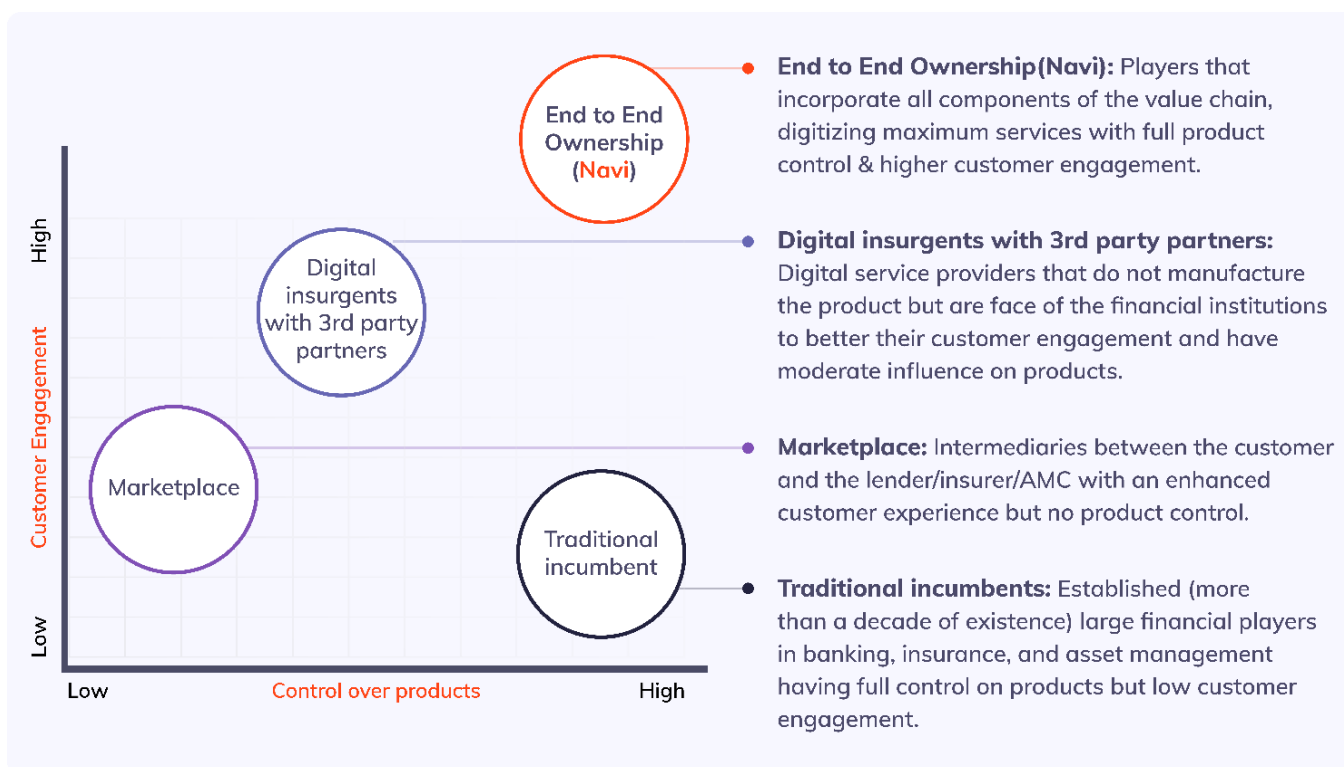 End to End
Ownership
(Navi)
End to End Ownership(Navi): Players that
incorporate all components of the value chain,
digitizing maximum services with full product
control & higher customer engagement.
High
Digital
insurgents
with 3rd party
partners
Digital insurgents with 3rd party partners:
Digital service providers that do not manufacture
the product but are face of the financial institutions
to better their customer engagement and have
moderate influence on products.
Customer Engagement
Marketplace
Marketplace: Intermediaries between the customer
and the lender/insurer/AMC with an enhanced
customer experience but no product control.
Traditional
incumbent
Traditional incumbents: Established (more
than a decade of existence) large financial players
in banking, insurance, and asset management
having full control on products but low customer
engagement.
Low
Low
Control over products
High